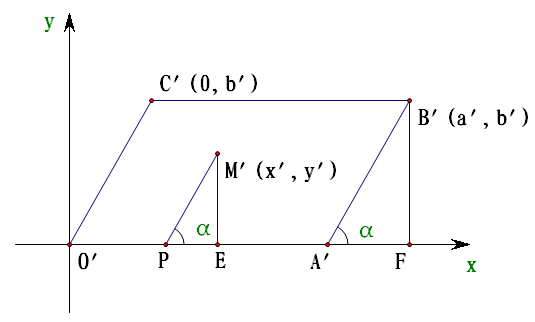 y
C′(0,b′)
B′(a′,b′)
M′(x′,y′)
α
α
O′
P
E
A′
F
x